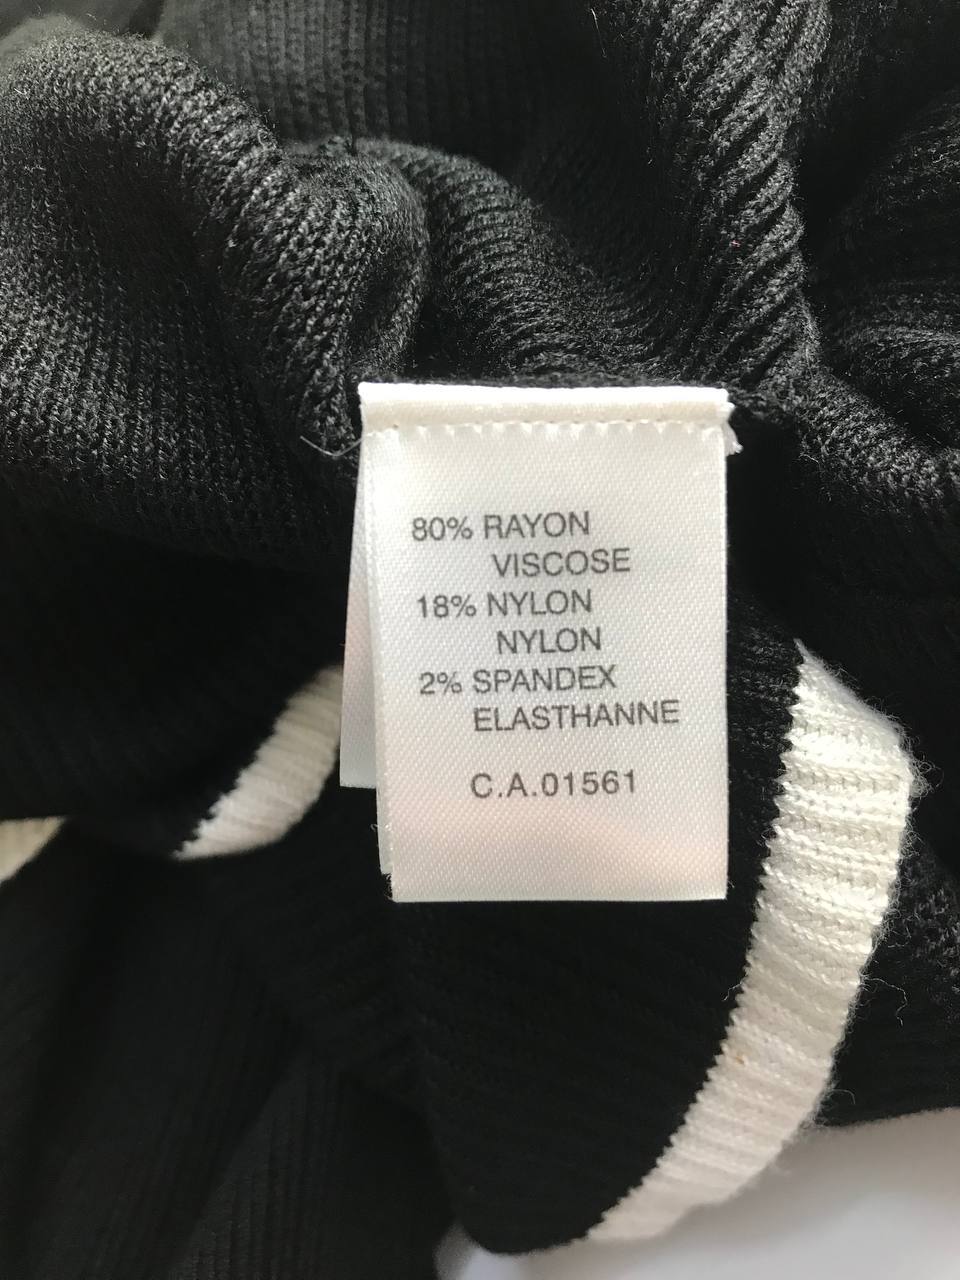 80% RAYON
VISCOSE
18% NYLON
NYLON
2% SPANDEX
ELASTHANNE
C.A.01561